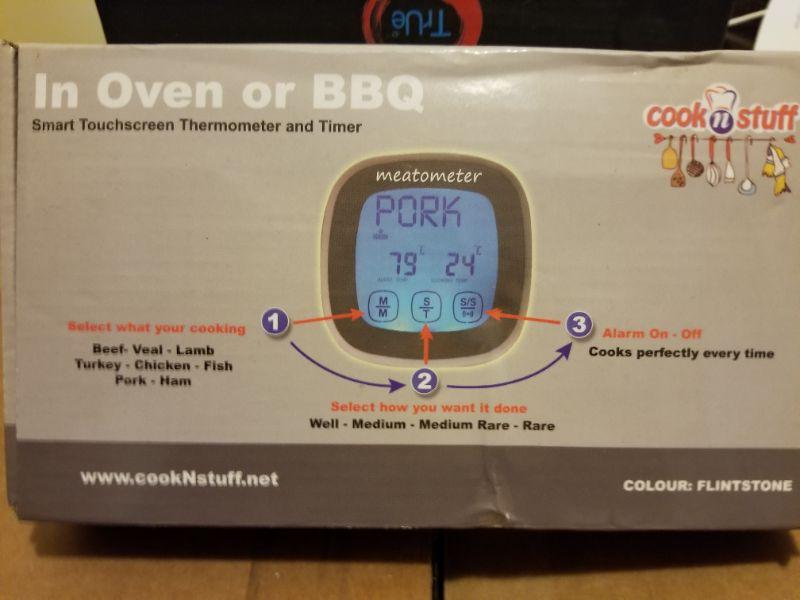 TrUe
In Oven or BBQ
Smart Touchscreen Thermometer and Timer
cook n stuff
meatometer
PORK
79 °C 24 °C
M/M S/T S/S
1
Select what your cooking
Beef- Veal - Lamb
Turkey - Chicken - Fish
Pork - Ham
2
Select how you want it done
Well - Medium - Medium Rare - Rare
3
Alarm On - Off
Cooks perfectly every time
www.cookNstuff.net
COLOUR: FLINTSTONE